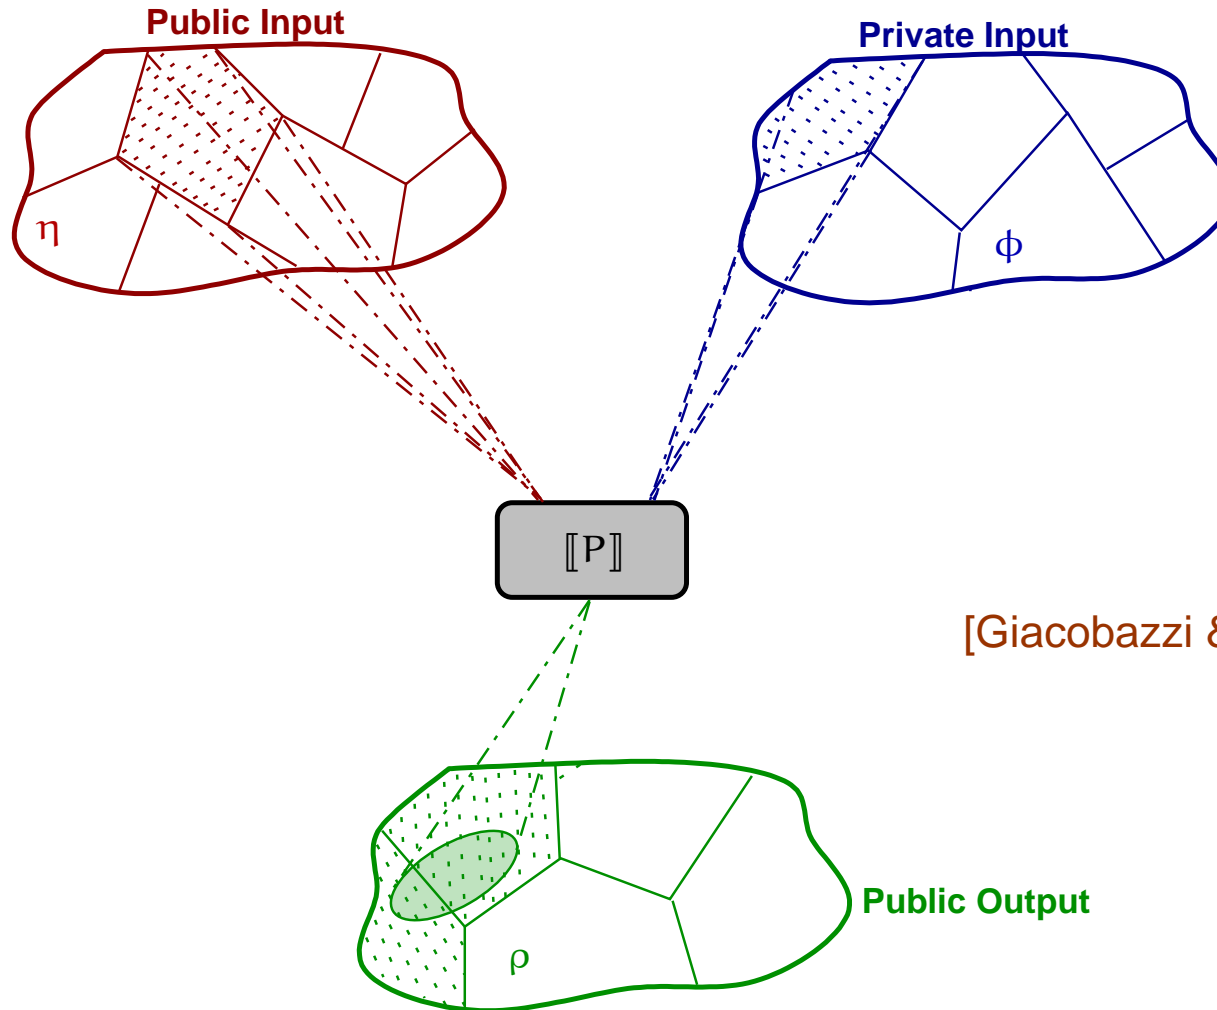 Public Input
Private Input
η
ϕ
⟦P⟧
[Giacobazzi &
Public Output
ρ